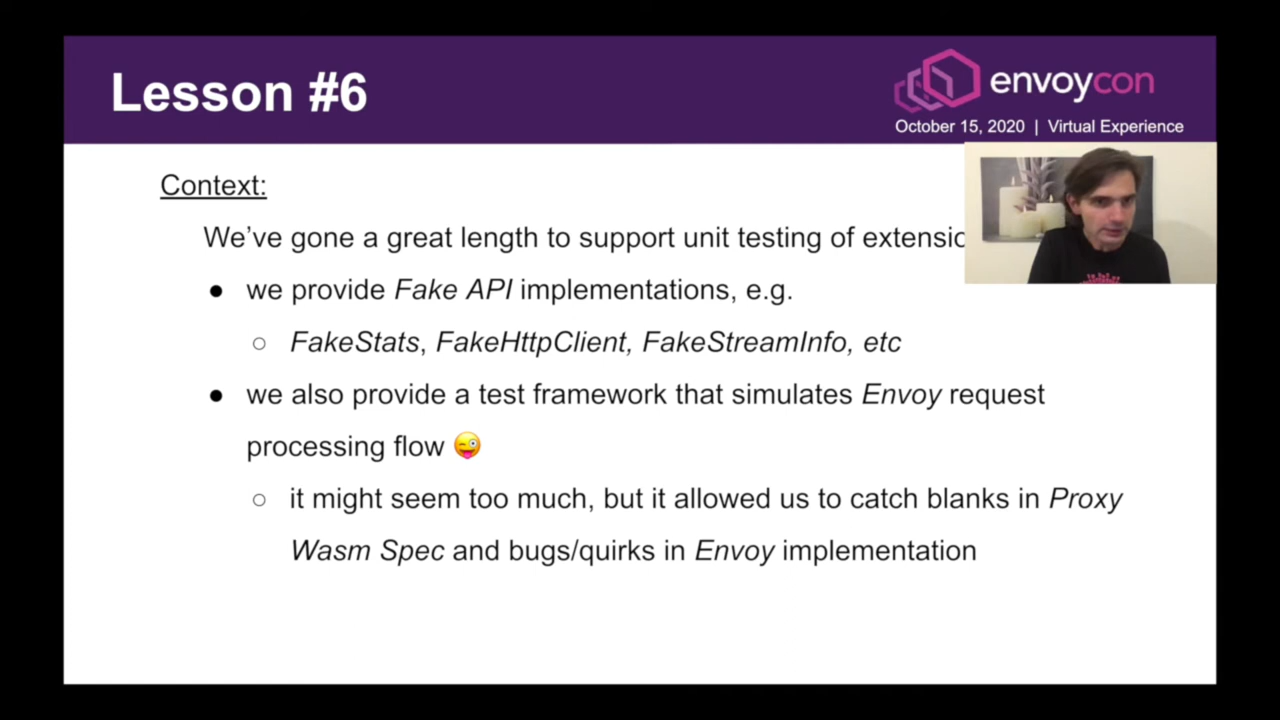 Lesson #6
envoycon
October 15, 2020 | Virtual Experience
Context:
We’ve gone a great length to support unit testing of
● we provide Fake API implementations, e.g.
○ FakeStats, FakeHttpClient, FakeStreamInfo, etc
● we also provide a test framework that simulates Envoy request
processing flow 😜
○ it might seem too much, but it allowed us to catch blanks in Proxy
Wasm Spec and bugs/quirks in Envoy implementation